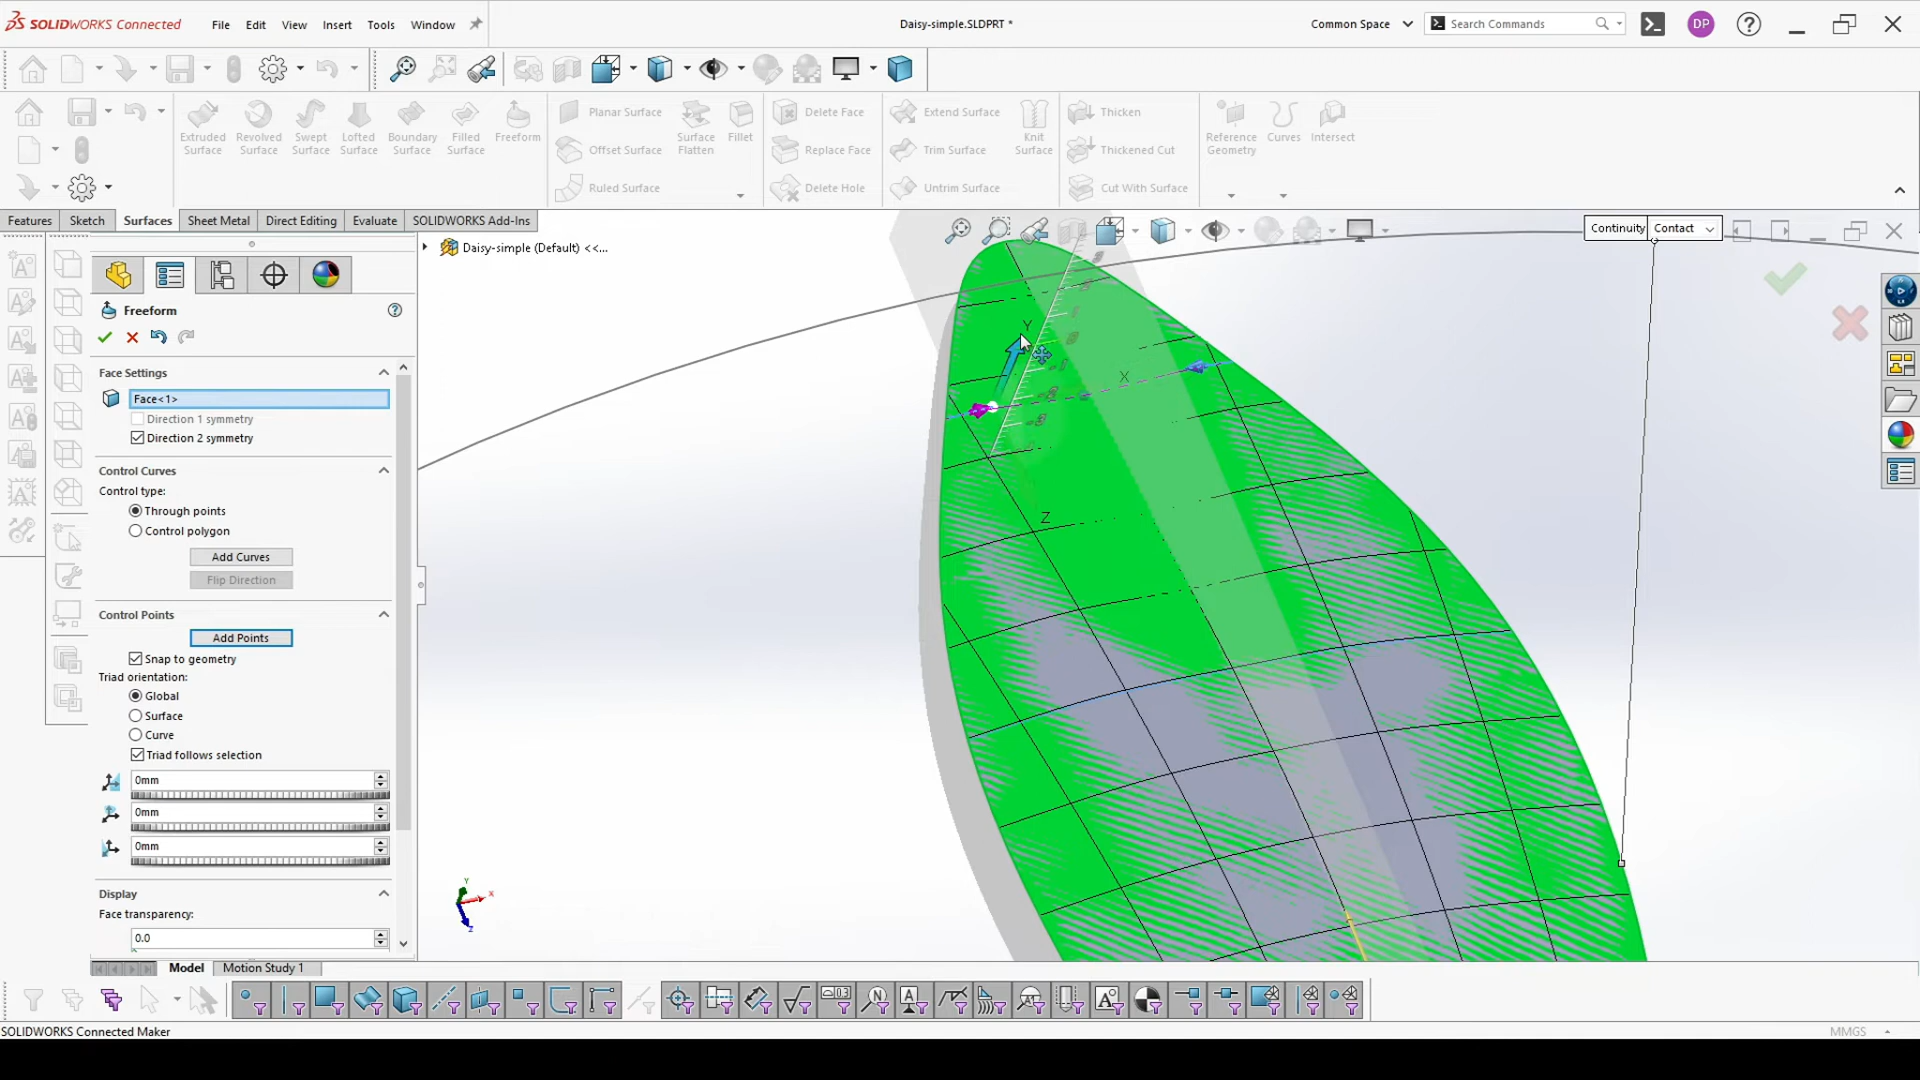 SOLIDWORKS Connected
File Edit View Insert Tools Window
Daisy-simple.SLDPRT *
Common Space
Search Commands
DP
Extruded Surface
Revolved Surface
Swept Surface
Lofted Surface
Boundary Surface
Filled Surface
Freeform
Planar Surface
Offset Surface
Ruled Surface
Surface Flatten
Fillet
Delete Face
Replace Face
Delete Hole
Extend Surface
Trim Surface
Untrim Surface
Knit Surface
Thicken
Thickened Cut
Cut With Surface
Reference Geometry
Curves
Intersect
Features Sketch Surfaces Sheet Metal Direct Editing Evaluate SOLIDWORKS Add-Ins
Daisy-simple (Default) <<...
Continuity Contact
Freeform
Face Settings
Face<1>
Direction 1 symmetry
Direction 2 symmetry
Control Curves
Control type:
Through points
Control polygon
Add Curves
Flip Direction
Control Points
Add Points
Snap to geometry
Triad orientation:
Global
Surface
Curve
Triad follows selection
0mm
0mm
0mm
Display
Face transparency:
0.0
Y
X
Z
Y
X
Z
Model Motion Study 1
SOLIDWORKS Connected Maker
MMGS